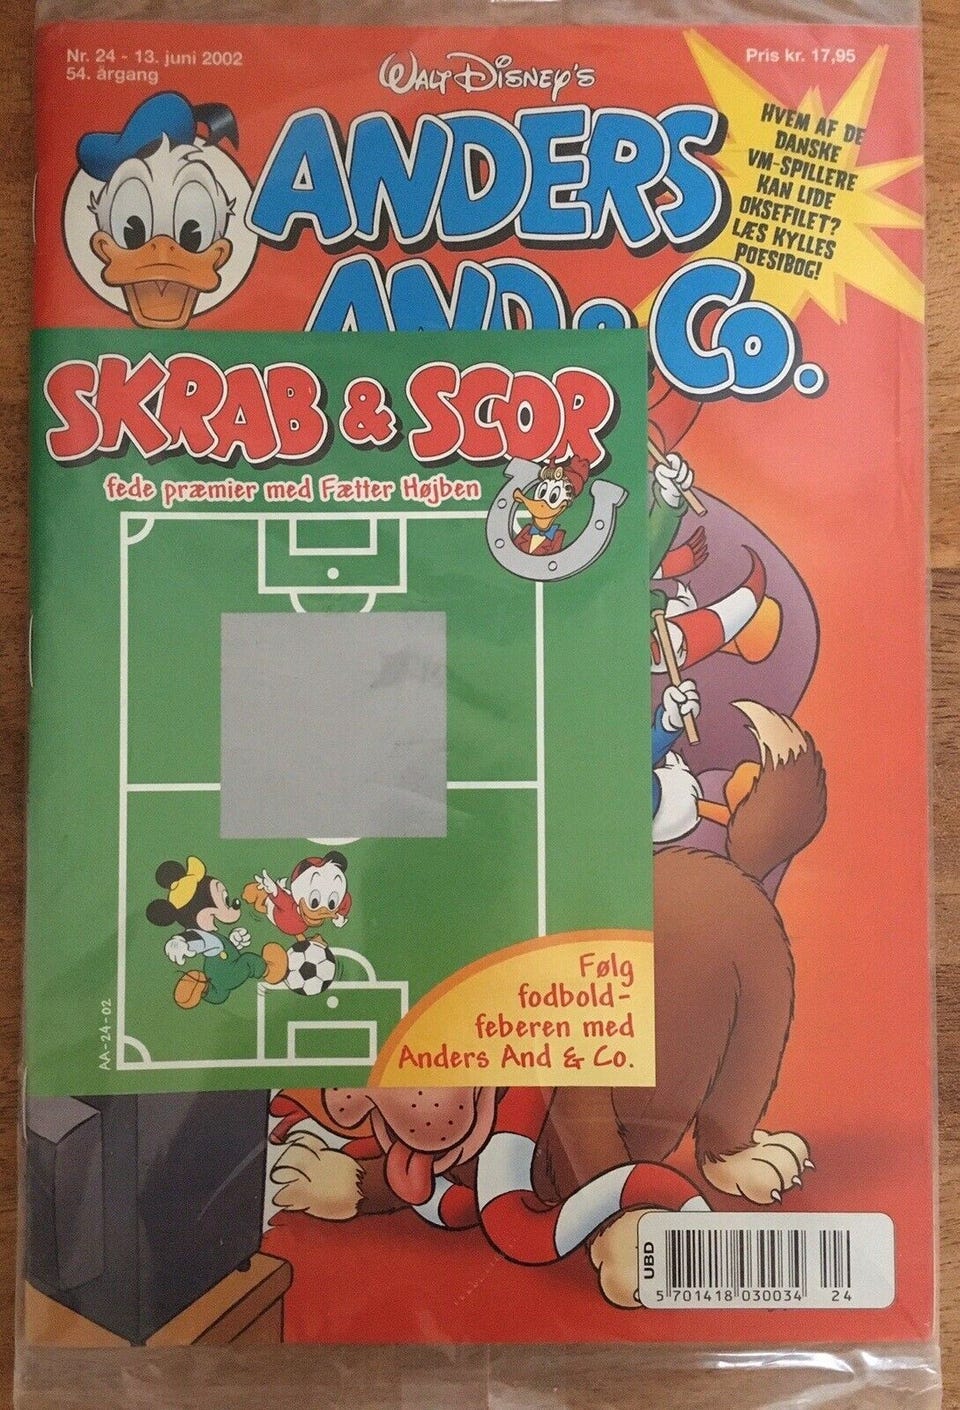 Nr. 24 - 13. juni 2002
54. årgang
WALT DISNEY'S
Pris kr. 17,95
ANDERS
AND & Co.
HVEM AF DE
DANSKE
VM-SPILLERE
KAN LIDE
OKSEFILET?
LÆS KYLLES
POESIBOG!
SKRAB & SCOR
fede præmier med Fætter Højben
Følg
fodbold-
feberen med
Anders And & Co.
AA-24-02
UBD
5 701418 030034 24